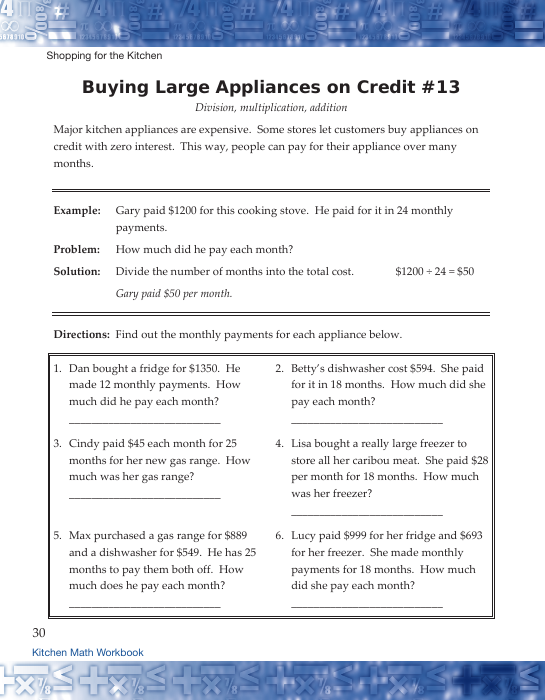 Shopping for the Kitchen
Buying Large Appliances on Credit #13
Division, multiplication, addition
Major kitchen appliances are expensive. Some stores let customers buy appliances on
credit with zero interest. This way, people can pay for their appliance over many
months.
Example: Gary paid $1200 for this cooking stove. He paid for it in 24 monthly
payments.
Problem: How much did he pay each month?
Solution: Divide the number of months into the total cost. $1200 ÷ 24 = $50
Gary paid $50 per month.
Directions: Find out the monthly payments for each appliance below.
1. Dan bought a fridge for $1350. He
made 12 monthly payments. How
much did he pay each month?
2. Betty's dishwasher cost $594. She paid
for it in 18 months. How much did she
pay each month?
3. Cindy paid $45 each month for 25
months for her new gas range. How
much was her gas range?
4. Lisa bought a really large freezer to
store all her caribou meat. She paid $28
per month for 18 months. How much
was her freezer?
5. Max purchased a gas range for $889
and a dishwasher for $549. He has 25
months to pay them both off. How
much does he pay each month?
6. Lucy paid $999 for her fridge and $693
for her freezer. She made monthly
payments for 18 months. How much
did she pay each month?
30
Kitchen Math Workbook